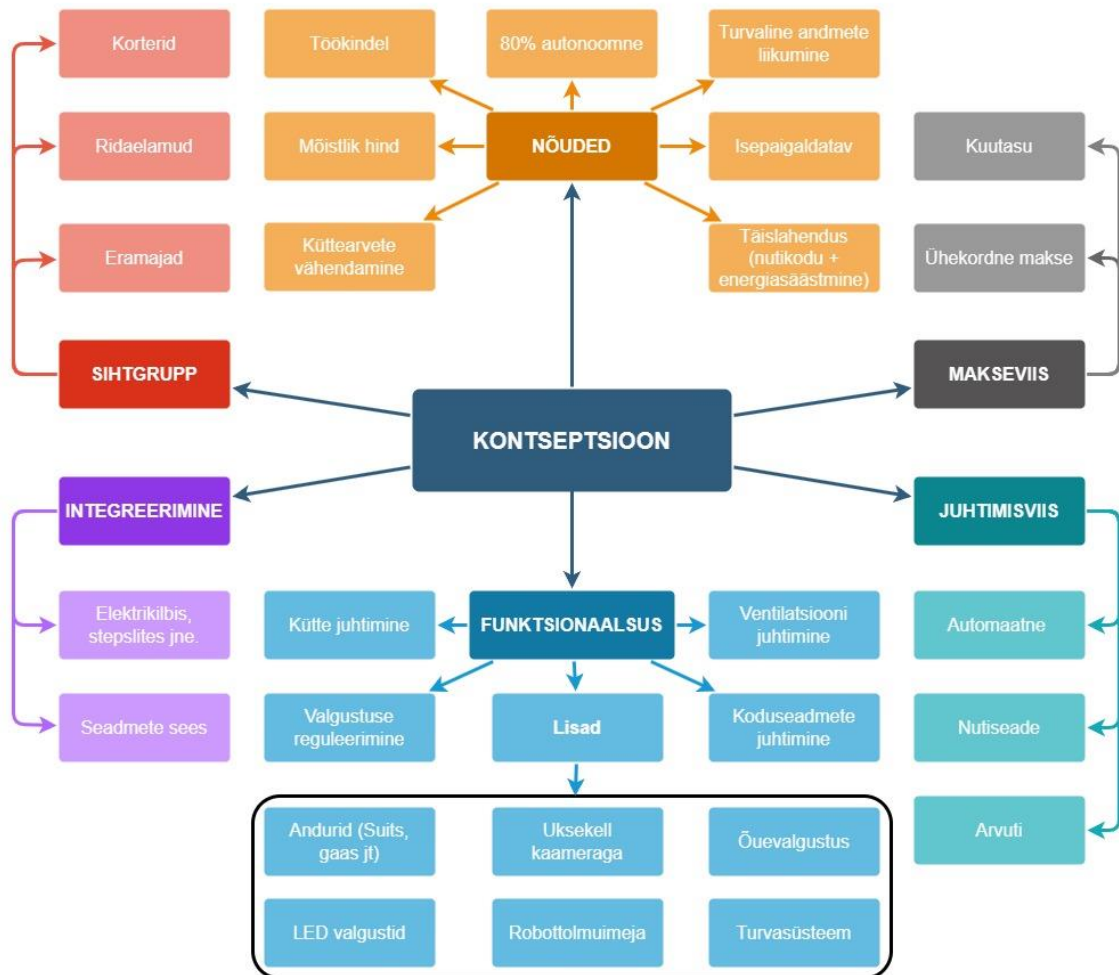 Korterid
Töökindel
80% autonoomne
Turvaline andmete
liikumine
Ridaelamud
Mõistlik hind
NÕUDED
Isepaigaldatav
Kuutasu
Eramajad
Küttearvete
vähendamine
Täislahendus
(nutikodu +
energiasäästmine)
Ühekordne makse
SIHTGRUPP
MAKSEVIIS
KONTSEPTSIOON
INTEGREERIMINE
JUHTIMISVIIS
Elektrikilbis,
stepslites jne.
Kütte juhtimine
FUNKTSIONAALSUS
Ventilatsiooni
juhtimine
Automaatne
Seadmete sees
Valgustuse
reguleerimine
Lisad
Koduseadmete
juhtimine
Nutiseade
Andurid (Suits,
gaas jt)
Uksekell
kaameraga
Õuevalgustus
Arvuti
LED valgustid
Robottolmuimeja
Turvasüsteem